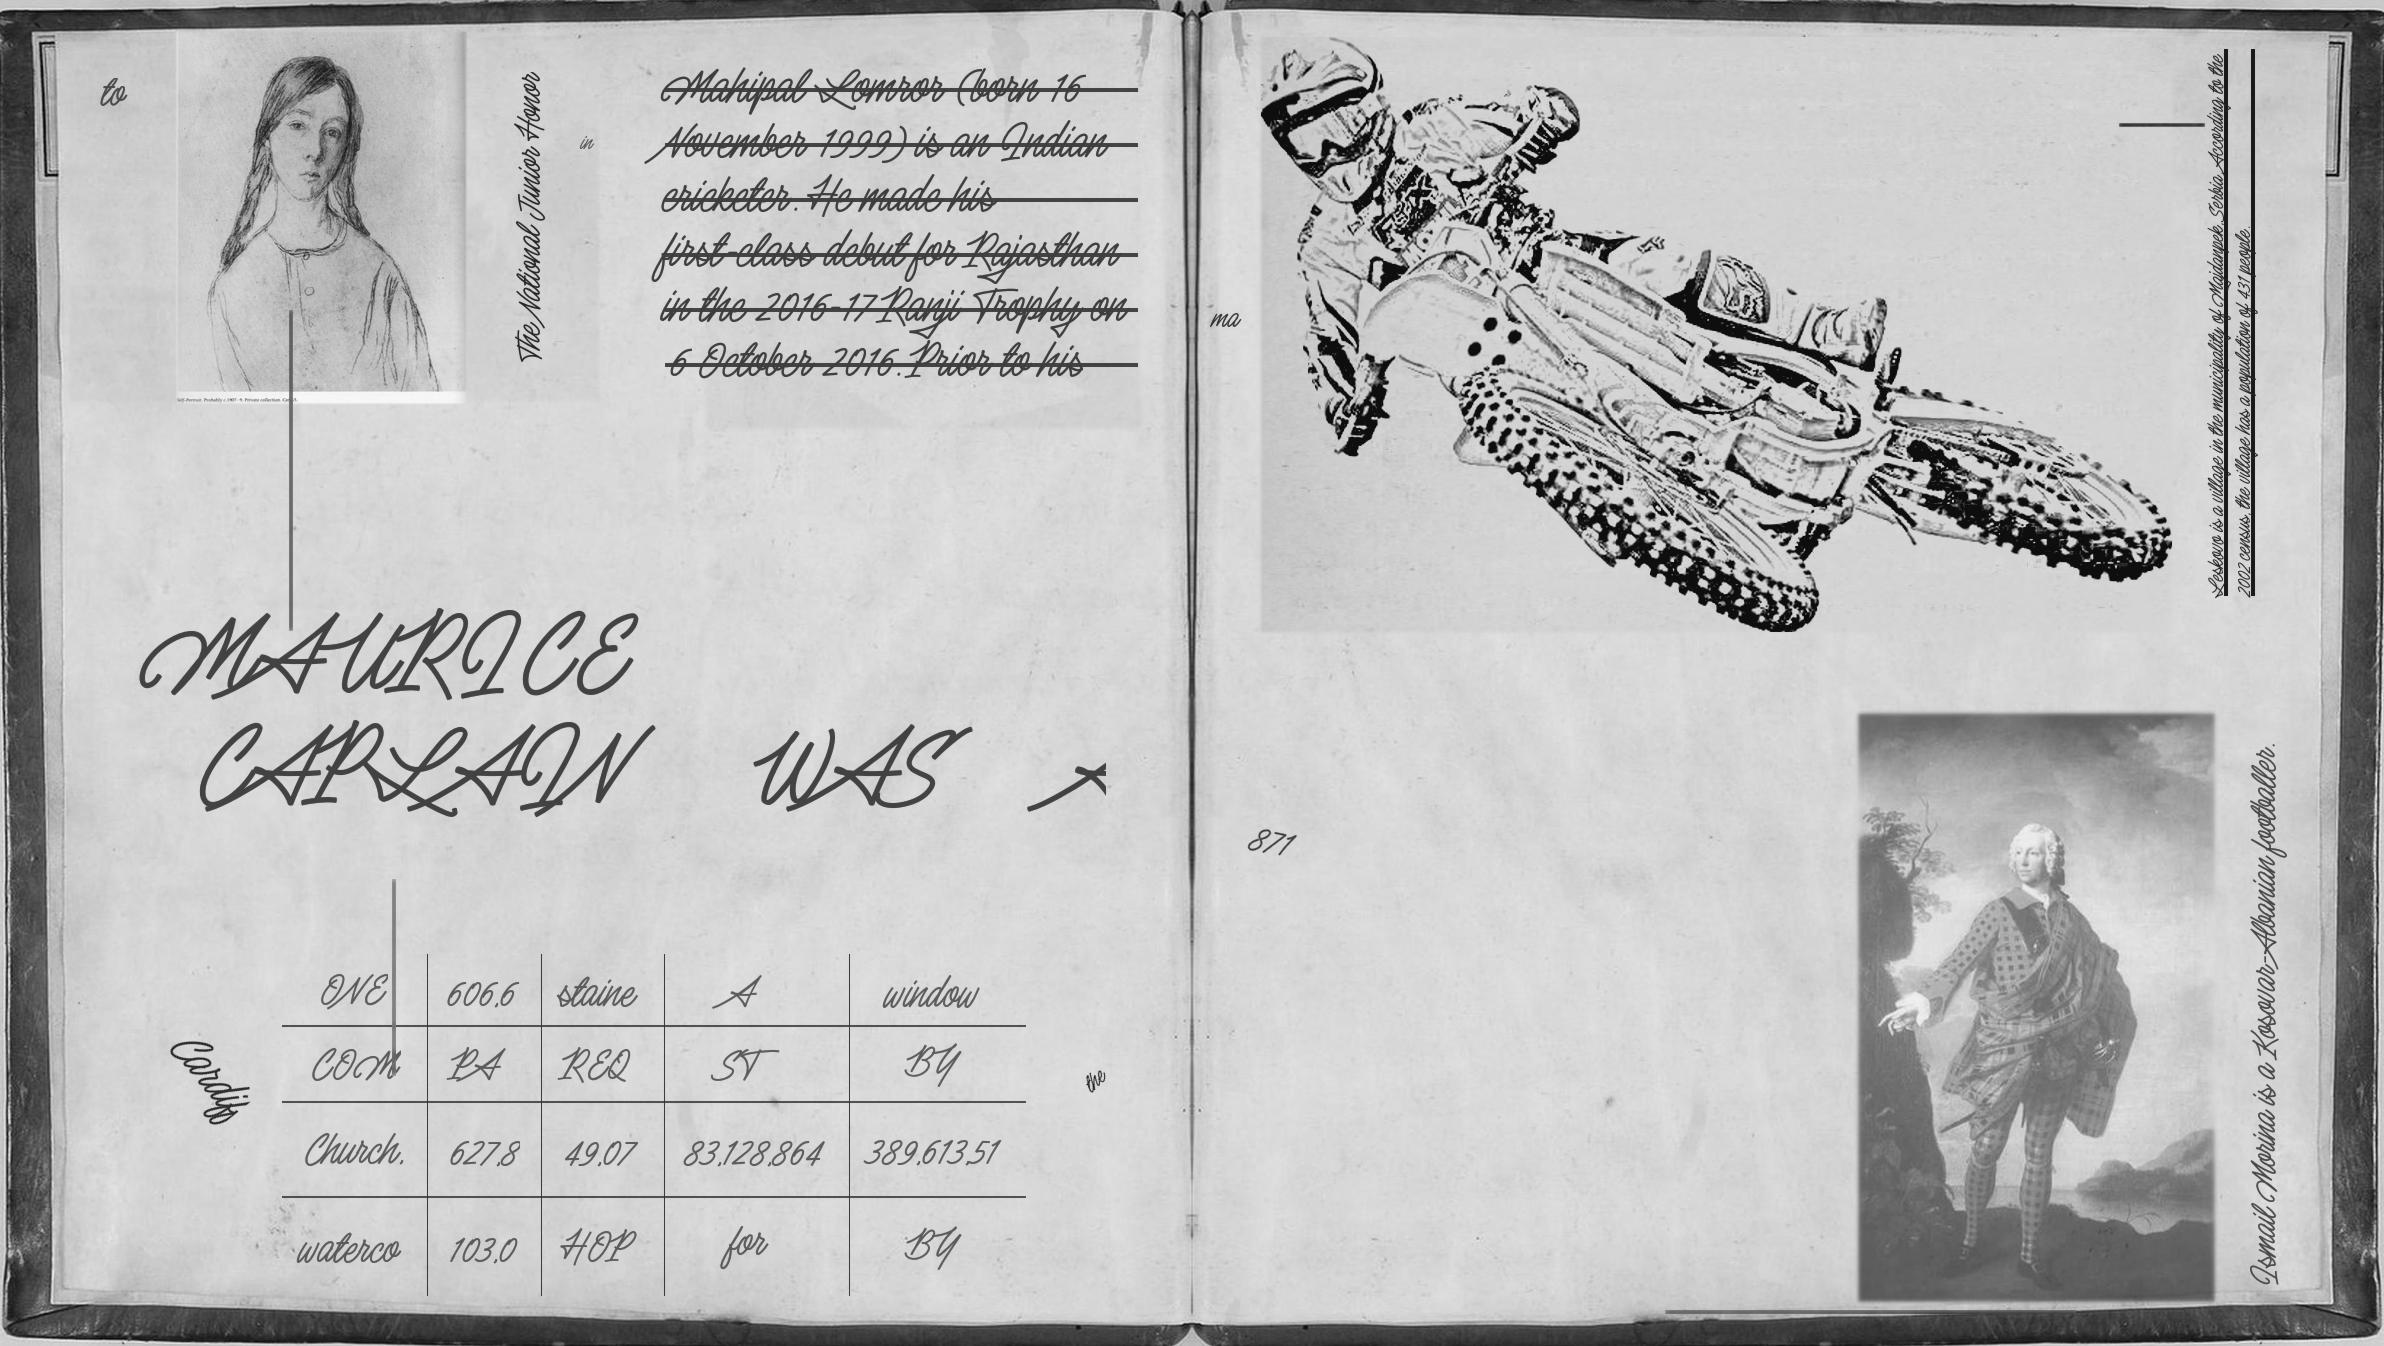 to
The National Junior Honor
in
Mahipal Lomror (born 16
November 1999) is an Indian
cricketer. He made his
first-class debut for Rajasthan
in the 2016-17 Ranji Trophy on
6 October 2016. Prior to his
Self-Portrait. Probably c.1907-9. Private collection. Cat.
MAURICE
CAPLAIN WAS
ONE 606.6 staine A window
COM PA REQ ST BY
Church. 627.8 49.07 83,128,864 389,613,51
waterco 103.0 HOP for BY
Cardiff
the
ma
Leskovo is a village in the municipality of Majdanpek, Serbia. According to the
2002 census, the village has a population of 431 people.
871
Ismail Morina is a Kosovar-Albanian footballer.